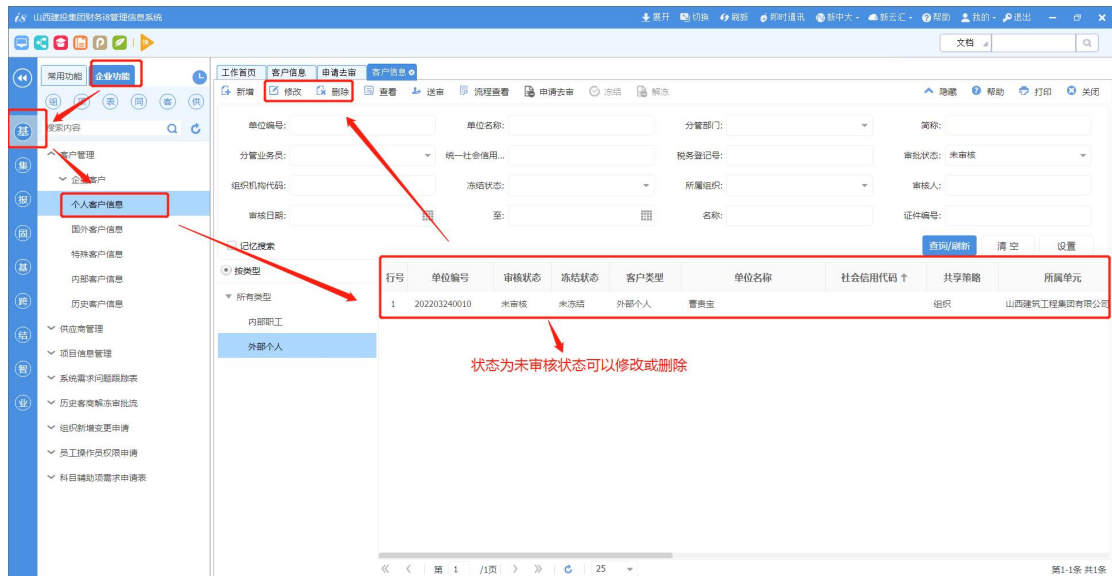 i8 山西建投集团财务i8管理信息系统
展开 切换 刷新 即时通讯 新中大 新云汇 帮助 我的 退出
文档
常用功能 企业功能
组 项 表 同 客 供
搜索内容
基
集
报
固
基
跨
结
智
业
客户管理
个人客户信息
国外客户信息
特殊客户信息
内部客户信息
历史客户信息
供应商管理
项目信息管理
系统需求问题跟踪表
历史客商解冻审批流
组织新增变更申请
员工操作员权限申请
科目辅助项需求申请表
工作首页 客户信息 申请去审 客户信息
新增 修改 删除 查看 送审 流程查看 申请去审 冻结 解冻 隐藏 帮助 打印 关闭
单位编号: 单位名称: 分管部门: 简称:
分管业务员: 统一社会信用... 税务登记号: 审批状态: 未审核
组织机构代码: 冻结状态: 所属组织: 审核人:
审核日期: 至: 名称: 证件编号:
记忆搜索 查询/刷新 清空 设置
按类型
所有类型
内部职工
外部个人
行号 单位编号 审核状态 冻结状态 客户类型 单位名称 社会信用代码 共享策略 所属单元
1 202203240010 未审核 未冻结 外部个人 曹贵宝 组织 山西建筑工程集团有限公司
状态为未审核状态可以修改或删除
第 1 /1页 25 第1-1条 共1条